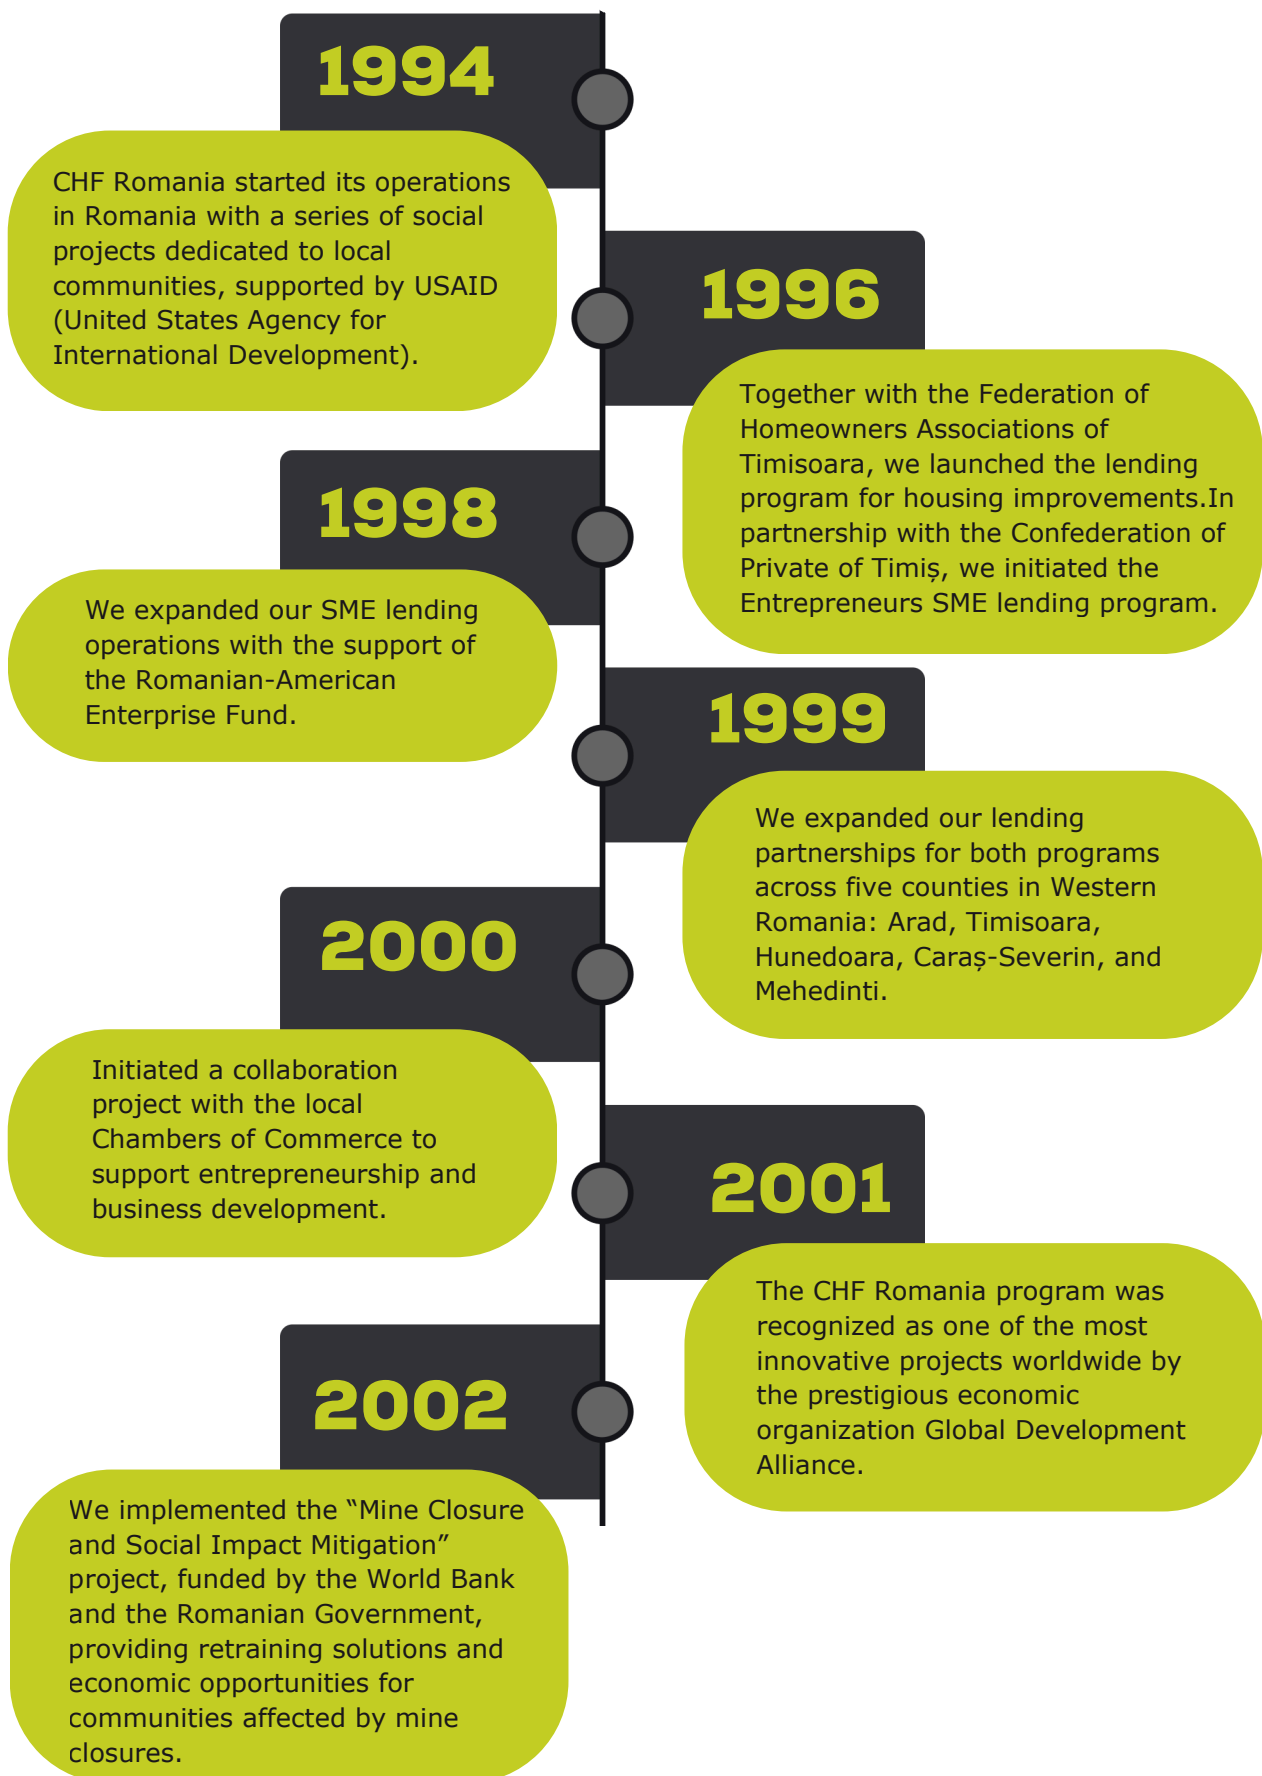 1994
CHF Romania started its operations
in Romania with a series of social
projects dedicated to local
communities, supported by USAID
(United States Agency for
International Development).
1996
Together with the Federation of
Homeowners Associations of
Timisoara, we launched the lending
program for housing improvements.In
partnership with the Confederation of
Private of Timiș, we initiated the
Entrepreneurs SME lending program.
1998
We expanded our SME lending
operations with the support of
the Romanian-American
Enterprise Fund.
1999
We expanded our lending
partnerships for both programs
across five counties in Western
Romania: Arad, Timisoara,
Hunedoara, Caraș-Severin, and
Mehedinti.
2000
Initiated a collaboration
project with the local
Chambers of Commerce to
support entrepreneurship and
business development.
2001
The CHF Romania program was
recognized as one of the most
innovative projects worldwide by
the prestigious economic
organization Global Development
Alliance.
2002
We implemented the “Mine Closure
and Social Impact Mitigation”
project, funded by the World Bank
and the Romanian Government,
providing retraining solutions and
economic opportunities for
communities affected by mine
closures.